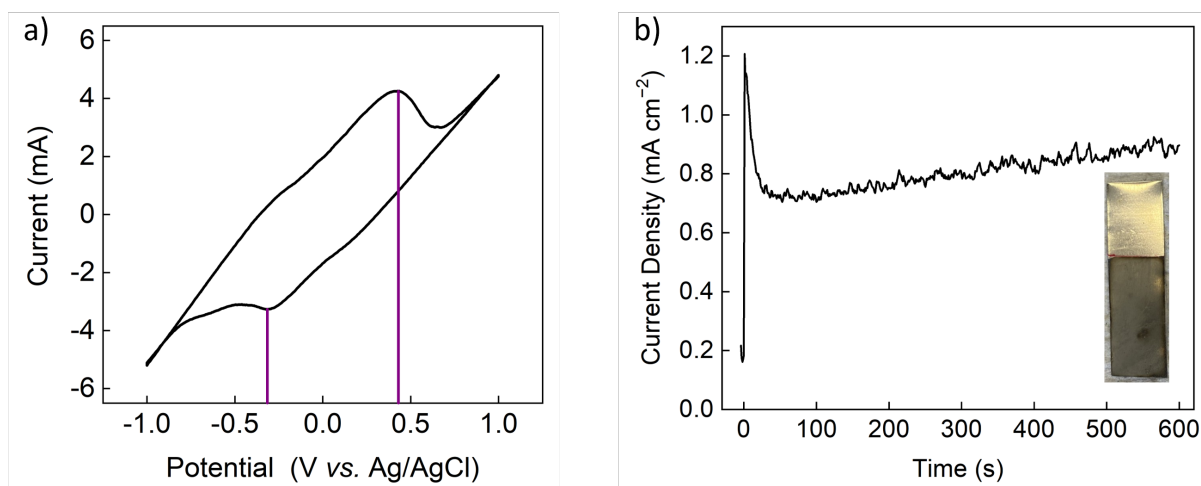 a)
6
4
2
0
-2
-4
-6
Current (mA)
-1.0 -0.5 0.0 0.5 1.0
Potential (V vs. Ag/AgCl)
b)
1.2
1.0
0.8
0.6
0.4
0.2
0.0
Current Density (mA cm⁻²)
0 100 200 300 400 500 600
Time (s)